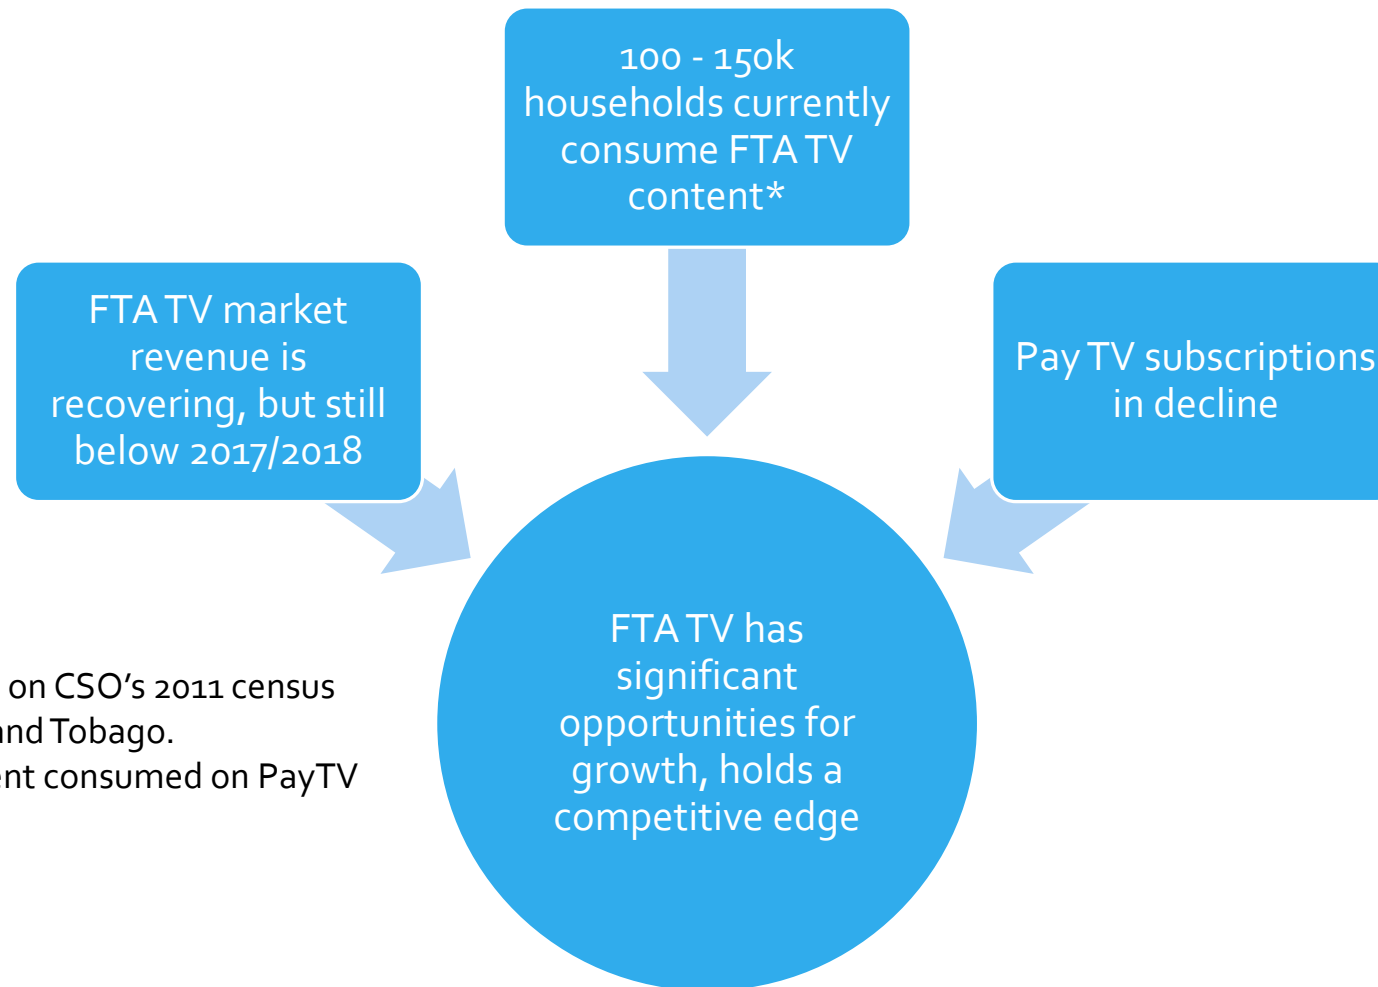 100 - 150k
households currently
consume FTA TV
content*
FTA TV market
revenue is
recovering, but still
below 2017/2018
Pay TV subscriptions
in decline
FTA TV has
significant
opportunities for
growth, holds a
competitive edge
on CSO's 2011 census
and Tobago.
ent consumed on PayTV